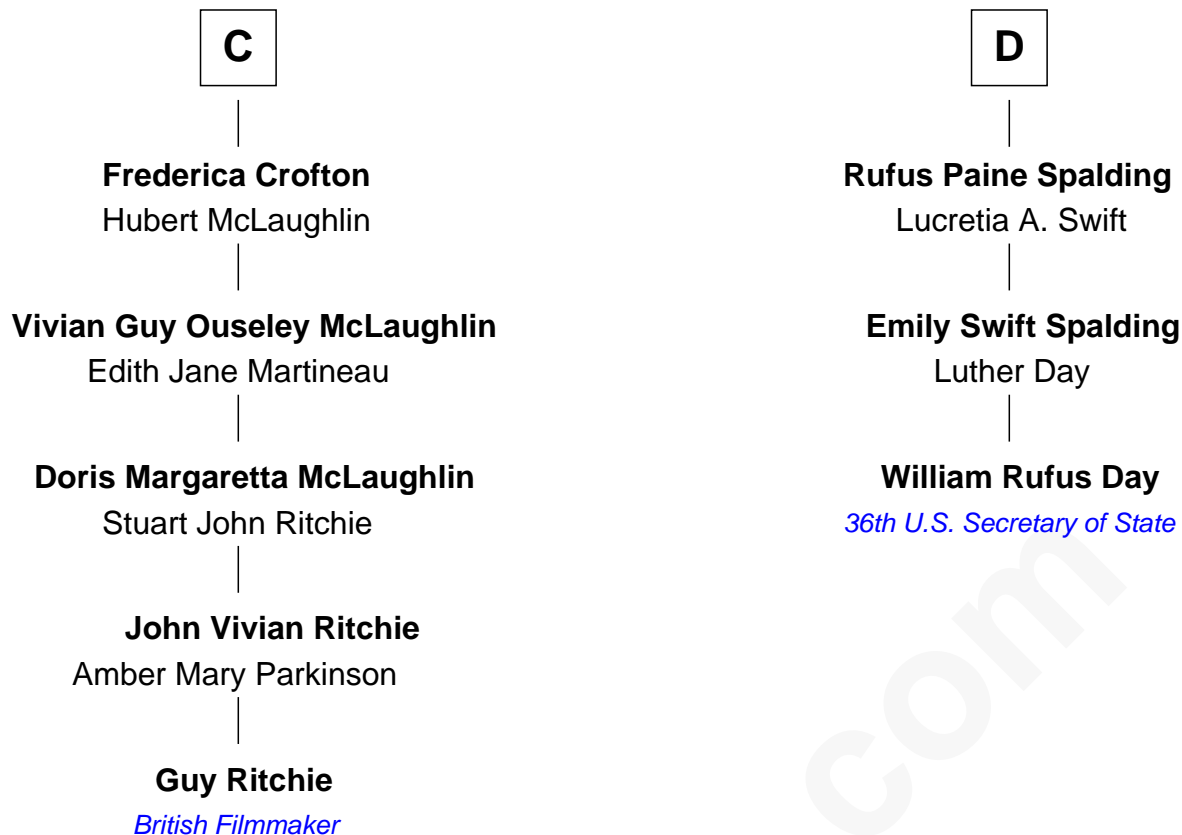 C
Frederica Crofton
Hubert McLaughlin
Vivian Guy Ouseley McLaughlin
Edith Jane Martineau
Doris Margaretta McLaughlin
Stuart John Ritchie
John Vivian Ritchie
Amber Mary Parkinson
Guy Ritchie
British Filmmaker
D
Rufus Paine Spalding
Lucretia A. Swift
Emily Swift Spalding
Luther Day
William Rufus Day
36th U.S. Secretary of State
com